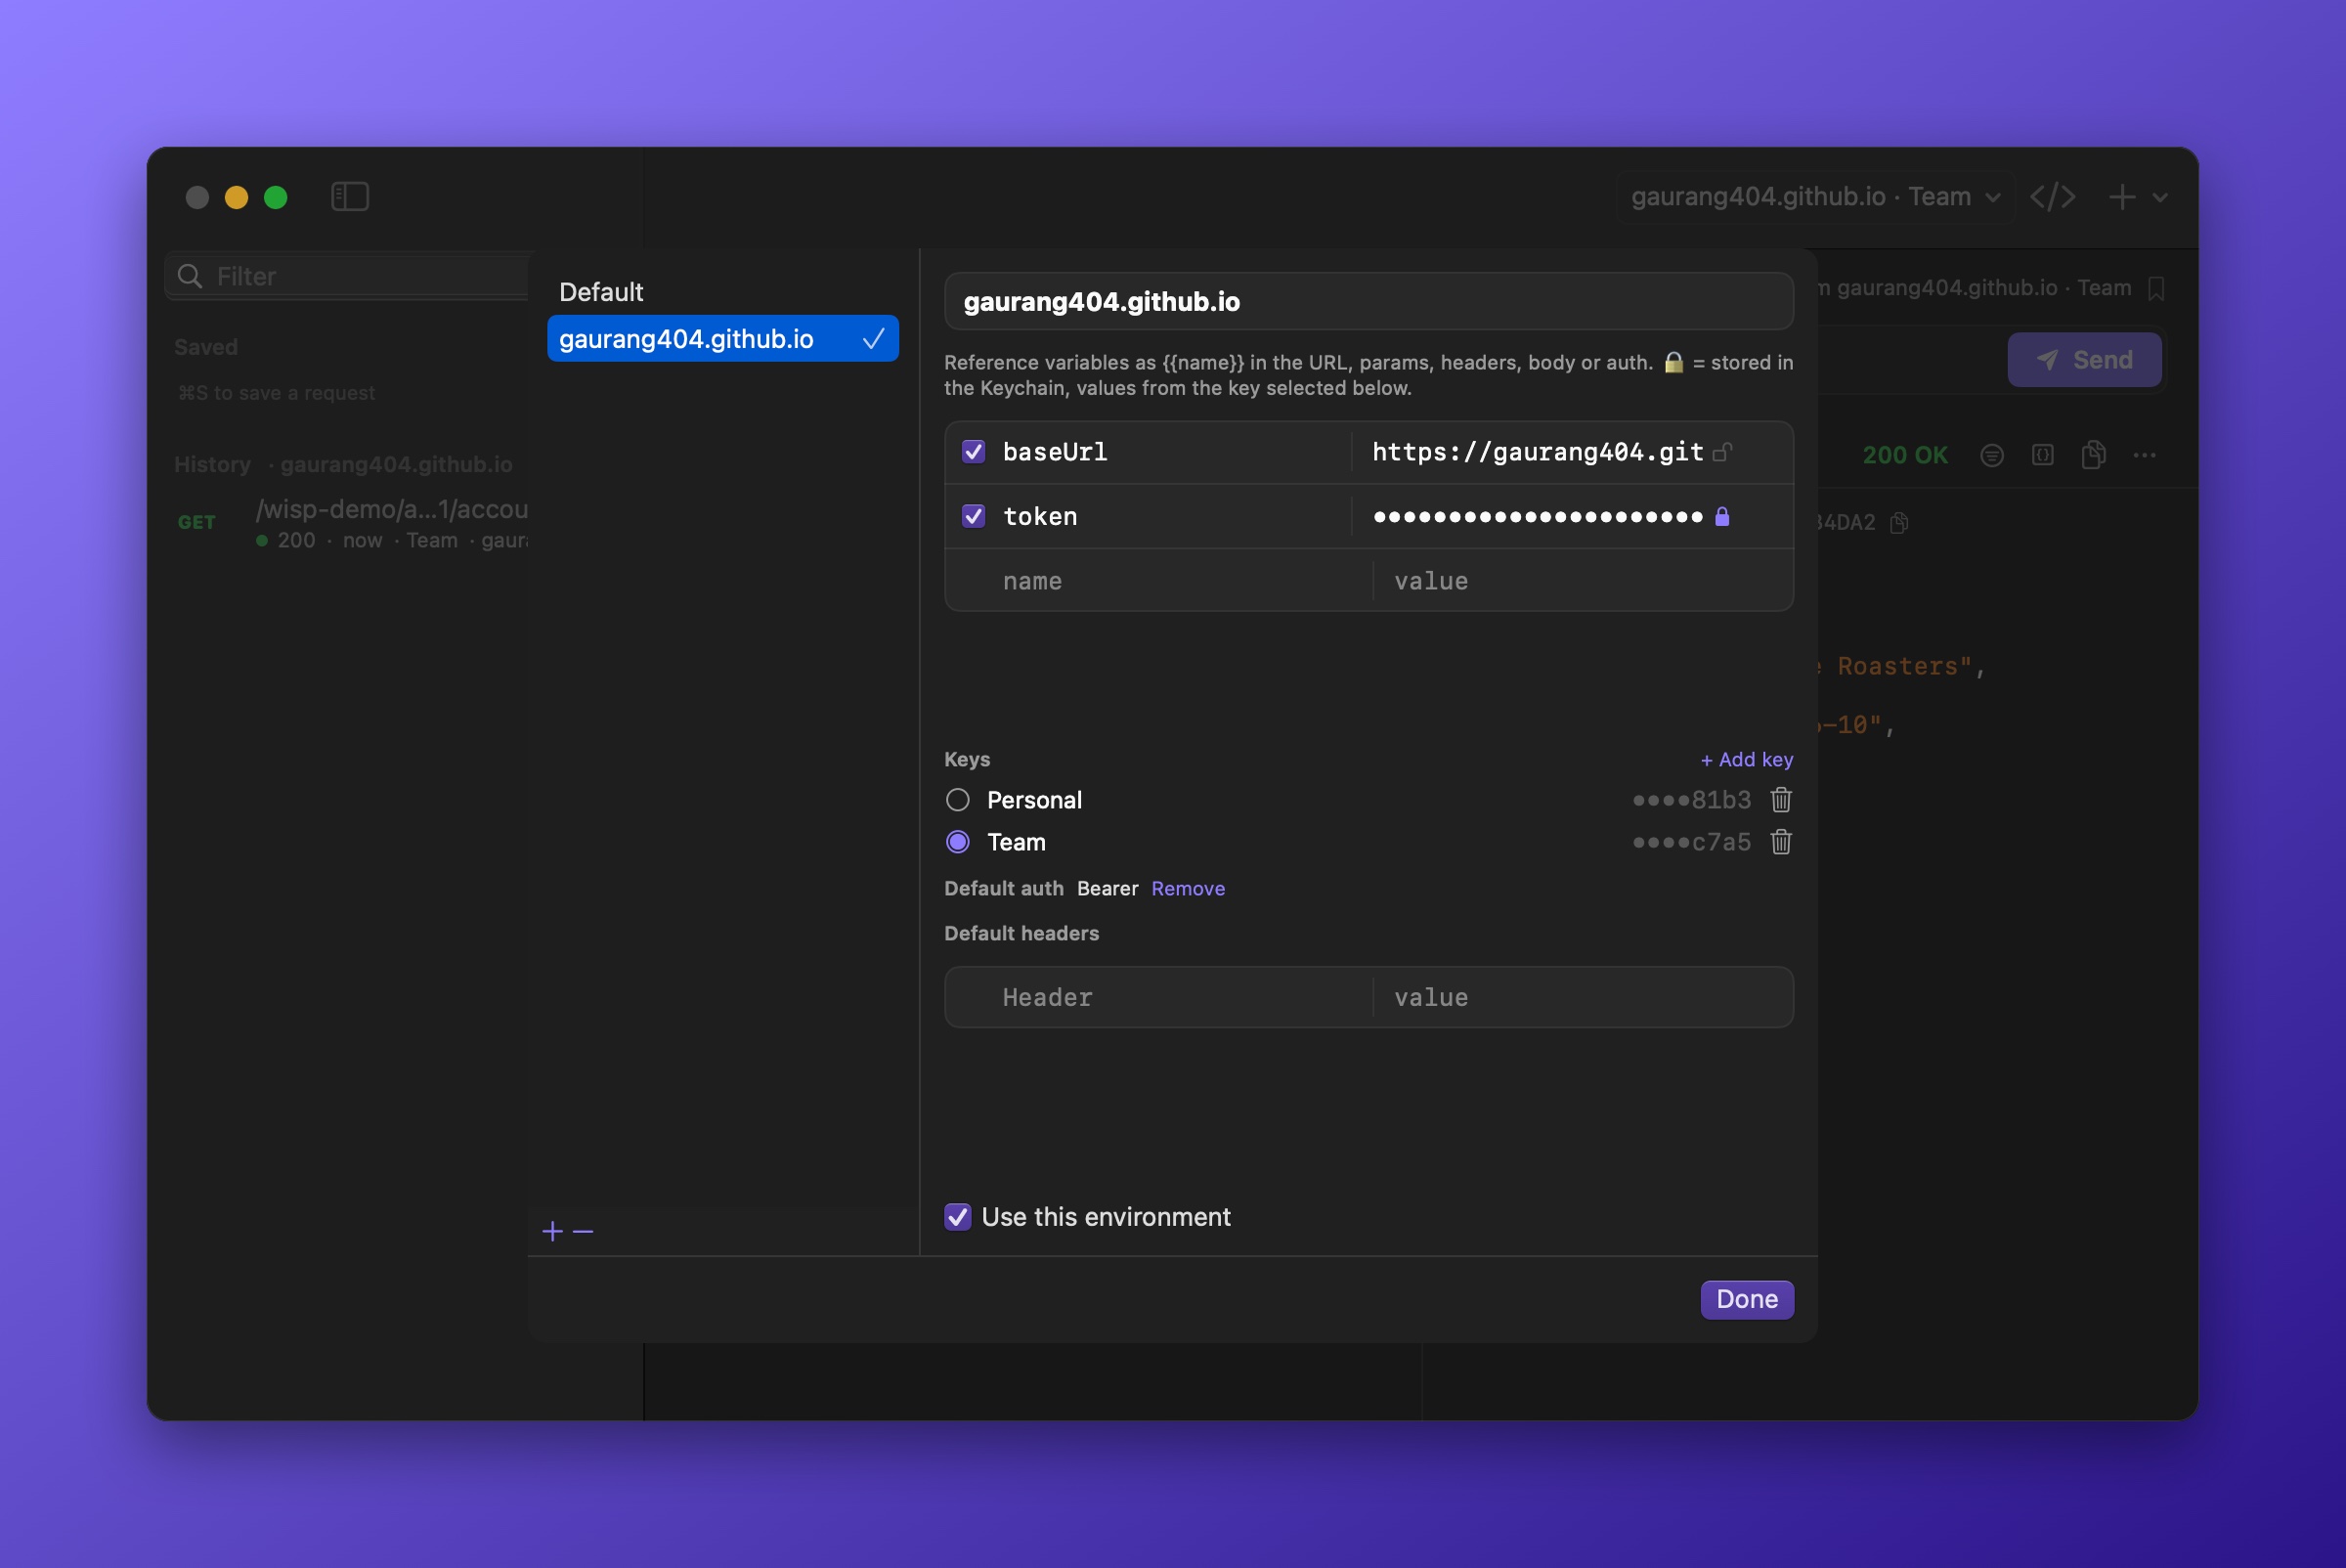 gaurang404.github.io · Team
Filter
Saved
⌘S to save a request
History · gaurang404.github.io
GET /wisp-demo/a...1/accou
200 · now · Team · gaur
Default
gaurang404.github.io
gaurang404.github.io
Reference variables as {{name}} in the URL, params, headers, body or auth. 🔒 = stored in
the Keychain, values from the key selected below.
baseUrl https://gaurang404.git
token ••••••••••••••••••••••
name value
Keys + Add key
Personal ••••81b3
Team ••••c7a5
Default auth Bearer Remove
Default headers
Header value
Use this environment
Done
gaurang404.github.io · Team
Send
200 OK
34DA2
Roasters",
-10",